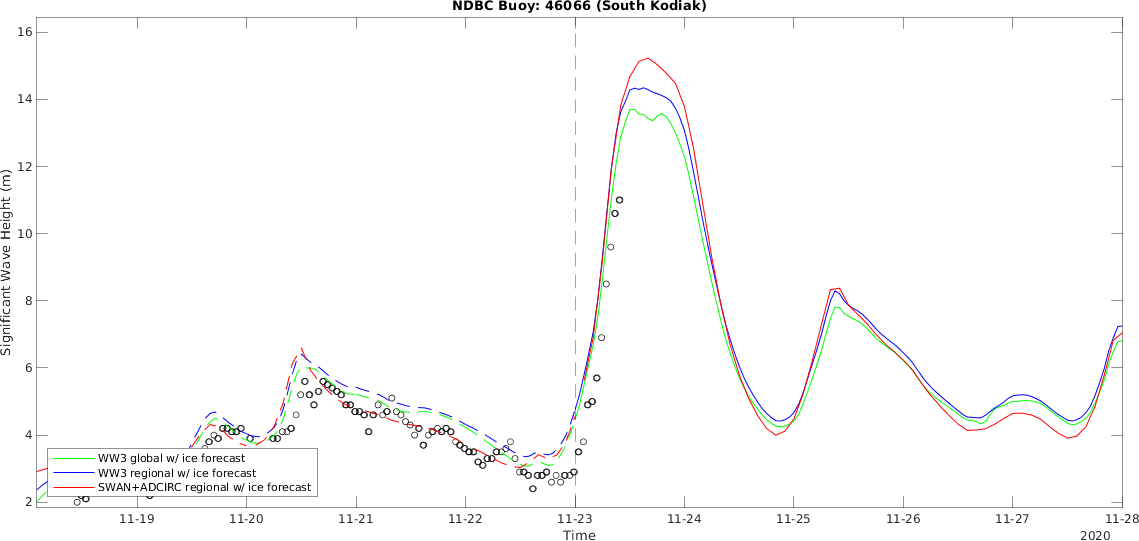 NDBC Buoy: 46066 (South Kodiak)
16
14
12
10
8
6
4
2
Significant Wave Height (m)
WW3 global w/ ice forecast
WW3 regional w/ ice forecast
SWAN+ADCIRC regional w/ ice forecast
11-19 11-20 11-21 11-22 11-23 11-24 11-25 11-26 11-27 11-28
Time
2020